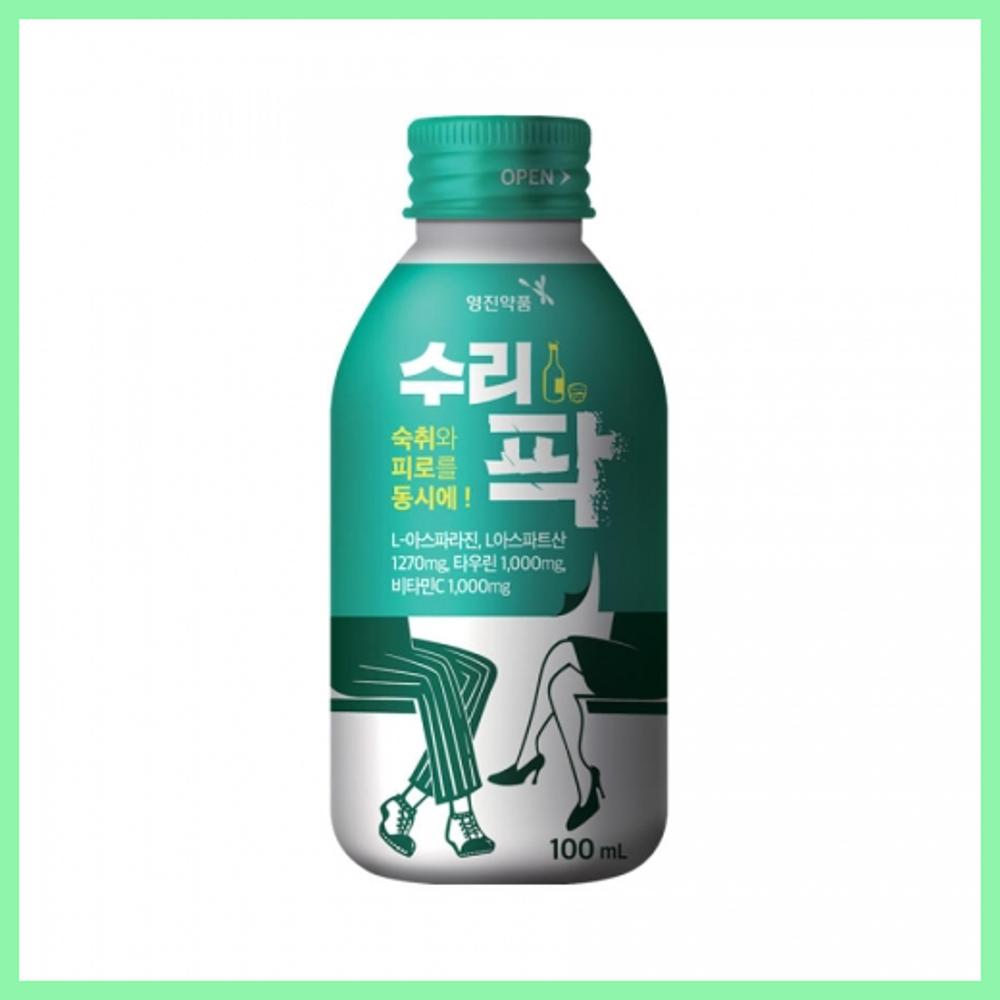 OPEN >
영진약품
수리
팍
숙취와
피로를
동시에 !
L-아스파라진, L아스파트산
1270mg, 타우린 1,000mg,
비타민C 1,000mg
100 mL